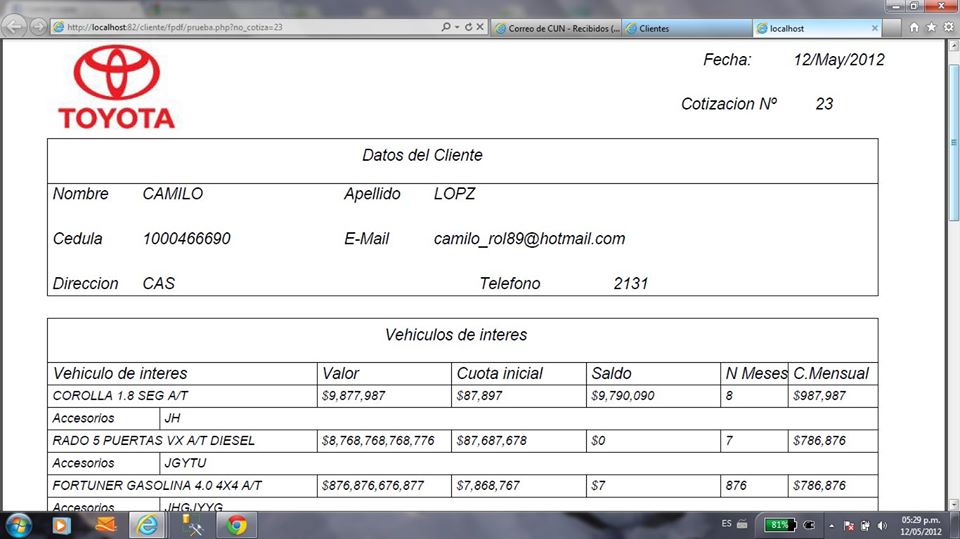 http://localhost:82/cliente/fpdf/prueba.php?no_cotiza=23
Correo de CUN - Recibidos (...
Clientes
localhost
TOYOTA
Fecha: 12/May/2012
Cotizacion Nº 23
Datos del Cliente
Nombre CAMILO Apellido LOPZ
Cedula 1000466690 E-Mail camilo_rol89@hotmail.com
Direccion CAS Telefono 2131
Vehiculos de interes
Vehiculo de interes Valor Cuota inicial Saldo N Meses C.Mensual
COROLLA 1.8 SEG A/T $9,877,987 $87,897 $9,790,090 8 $987,987
Accesorios JH
RADO 5 PUERTAS VX A/T DIESEL $8,768,768,768,776 $87,687,678 $0 7 $786,876
Accesorios JGYTU
FORTUNER GASOLINA 4.0 4X4 A/T $876,876,676,877 $7,868,767 $7 876 $786,876
Accesorios JHGJYYG
ES 81% 05:29 p.m.
12/05/2012